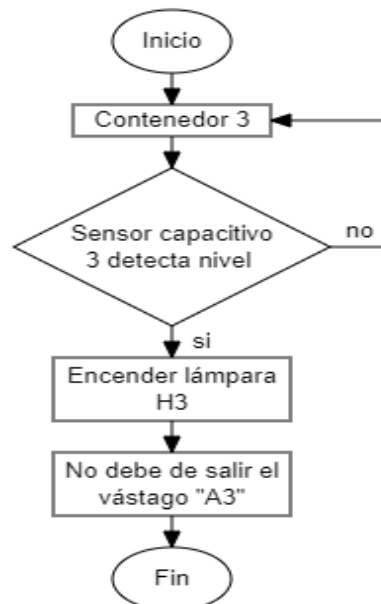 Inicio
Contenedor 3
Sensor capacitivo
3 detecta nivel
no
si
Encender lámpara
H3
No debe de salir el
vástago "A3"
Fin